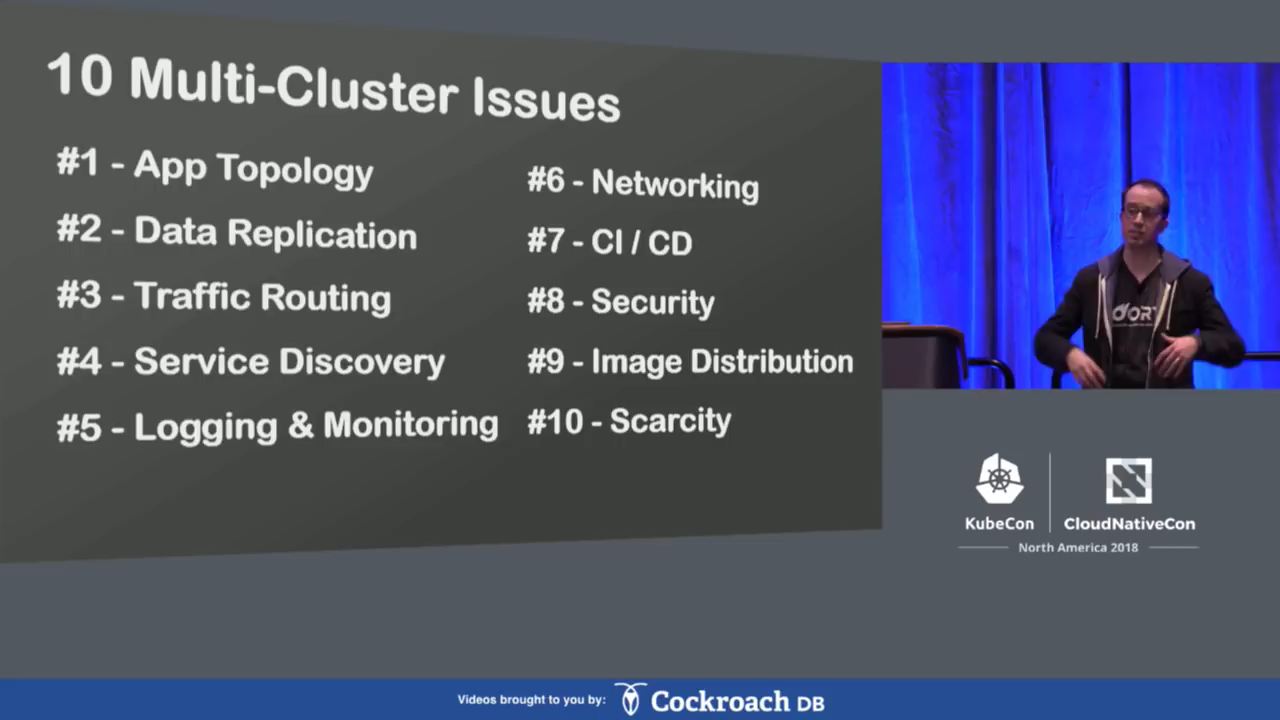 10 Multi-Cluster Issues
#1 - App Topology
#2 - Data Replication
#3 - Traffic Routing
#4 - Service Discovery
#5 - Logging & Monitoring
#6 - Networking
#7 - CI / CD
#8 - Security
#9 - Image Distribution
#10 - Scarcity
KubeCon
CloudNativeCon
North America 2018
Videos brought to you by:
Cockroach DB